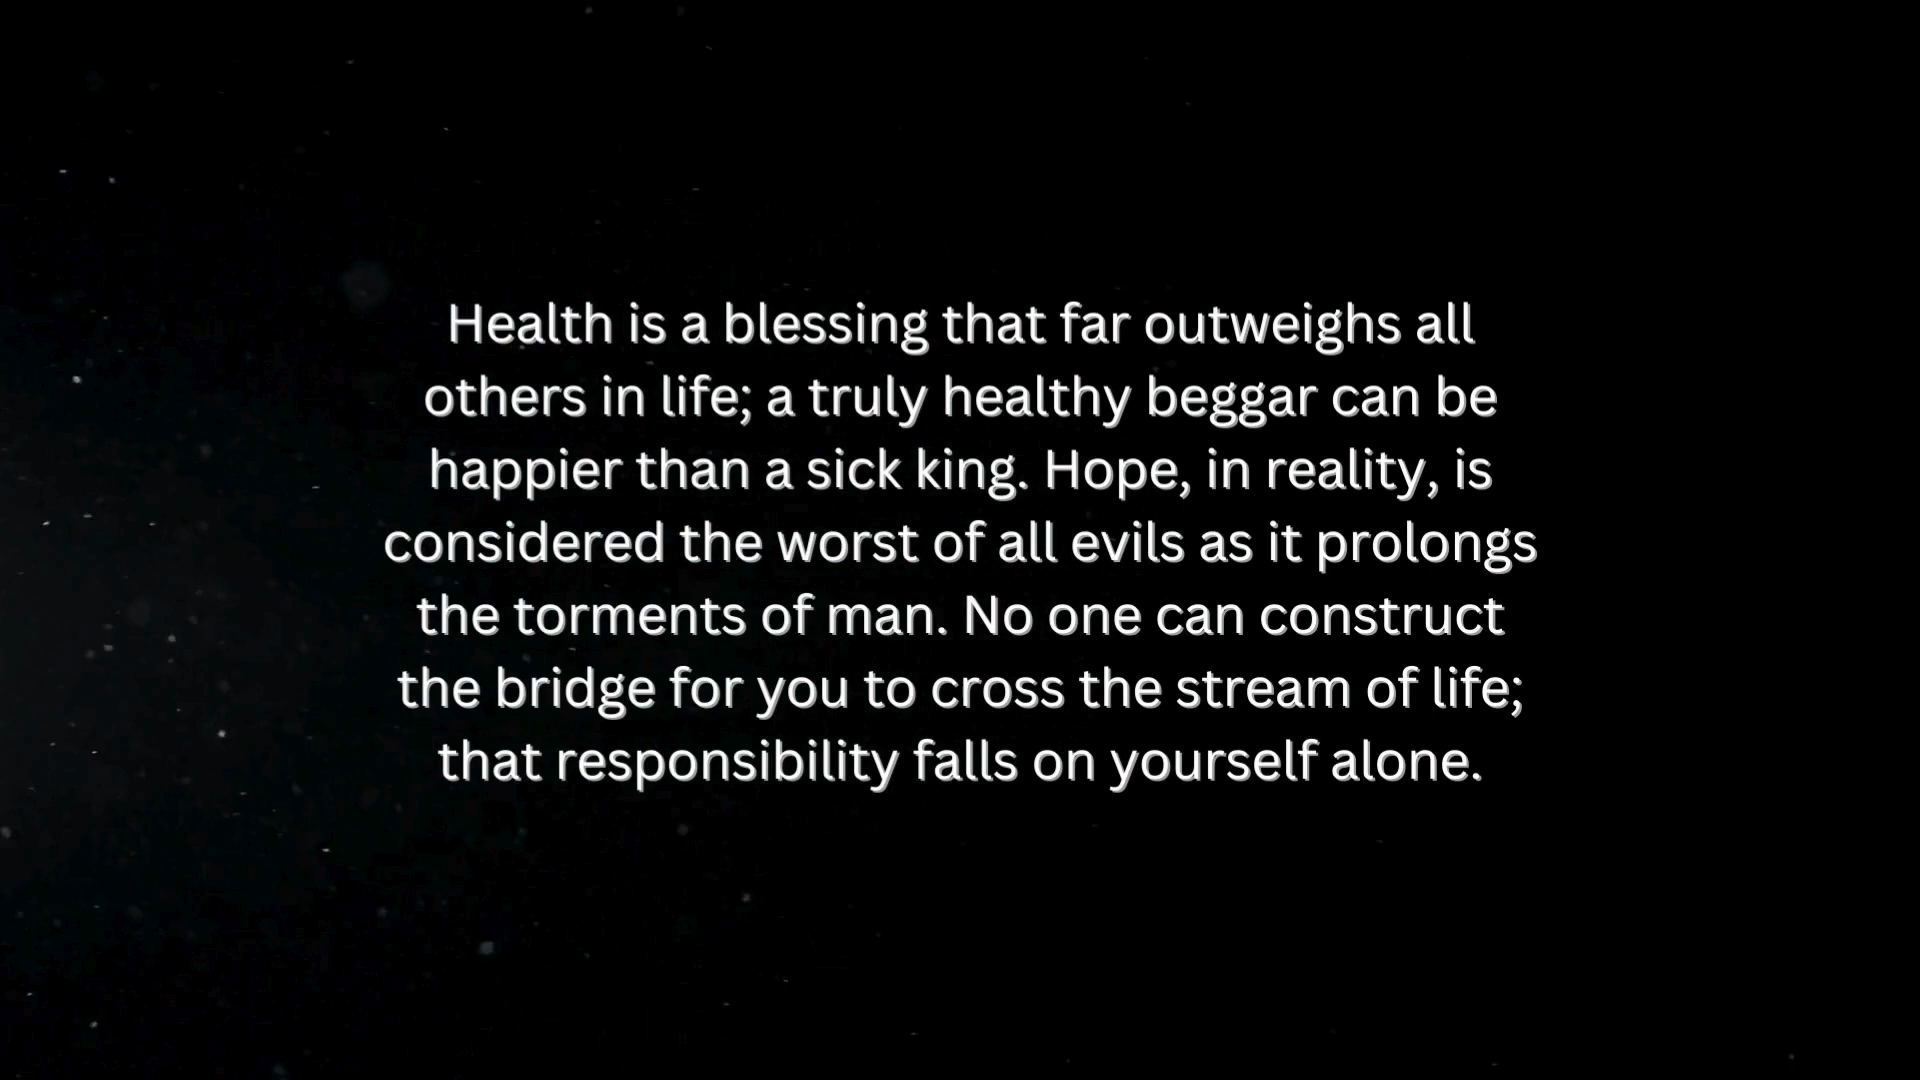 Health is a blessing that far outweighs all
others in life; a truly healthy beggar can be
happier than a sick king. Hope, in reality, is
considered the worst of all evils as it prolongs
the torments of man. No one can construct
the bridge for you to cross the stream of life;
that responsibility falls on yourself alone.